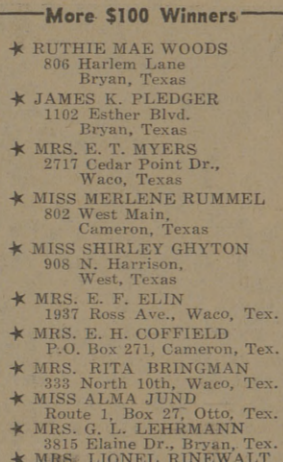 More $100 Winners
★ RUTHIE MAE WOODS
806 Harlem Lane
Bryan, Texas
★ JAMES K. PLEDGER
1102 Esther Blvd.
Bryan, Texas
★ MRS. E. T. MYERS
2717 Cedar Point Dr.,
Waco, Texas
★ MISS MERLENE RUMMEL
802 West Main,
Cameron, Texas
★ MISS SHIRLEY GHYTON
908 N. Harrison,
West, Texas
★ MRS. E. F. ELIN
1937 Ross Ave., Waco, Tex.
★ MRS. E. H. COFFIELD
P.O. Box 271, Cameron, Tex.
★ MRS. RITA BRINGMAN
333 North 10th, Waco, Tex.
★ MISS ALMA JUND
Route 1, Box 27, Otto, Tex.
★ MRS. G. L. LEHRMANN
3815 Elaine Dr., Bryan, Tex.
★ MRS. LIONEL RINEWALT